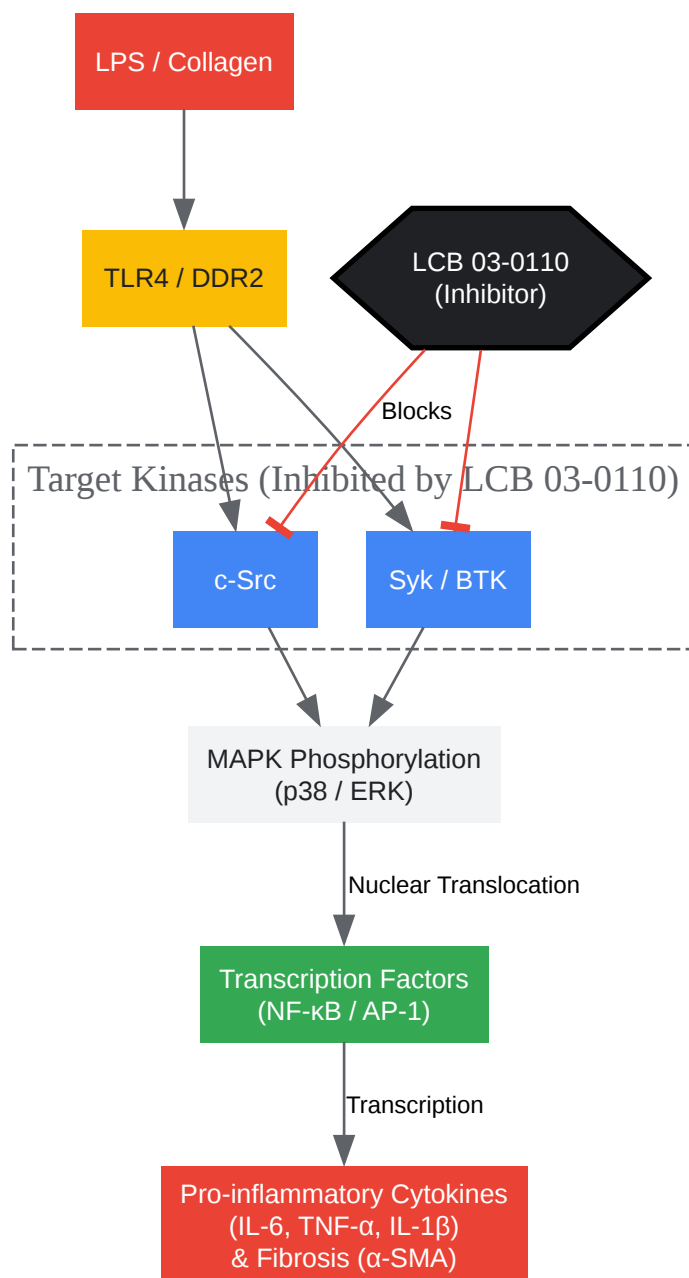 LPS / Collagen
TLR4 / DDR2
LCB 03-0110
(Inhibitor)
Blocks
Target Kinases (Inhibited by LCB 03-0110)
c-Src
Syk / BTK
MAPK Phosphorylation
(p38 / ERK)
Nuclear Translocation
Transcription Factors
(NF-κB / AP-1)
Transcription
Pro-inflammatory Cytokines
(IL-6, TNF-α, IL-1β)
& Fibrosis (α-SMA)